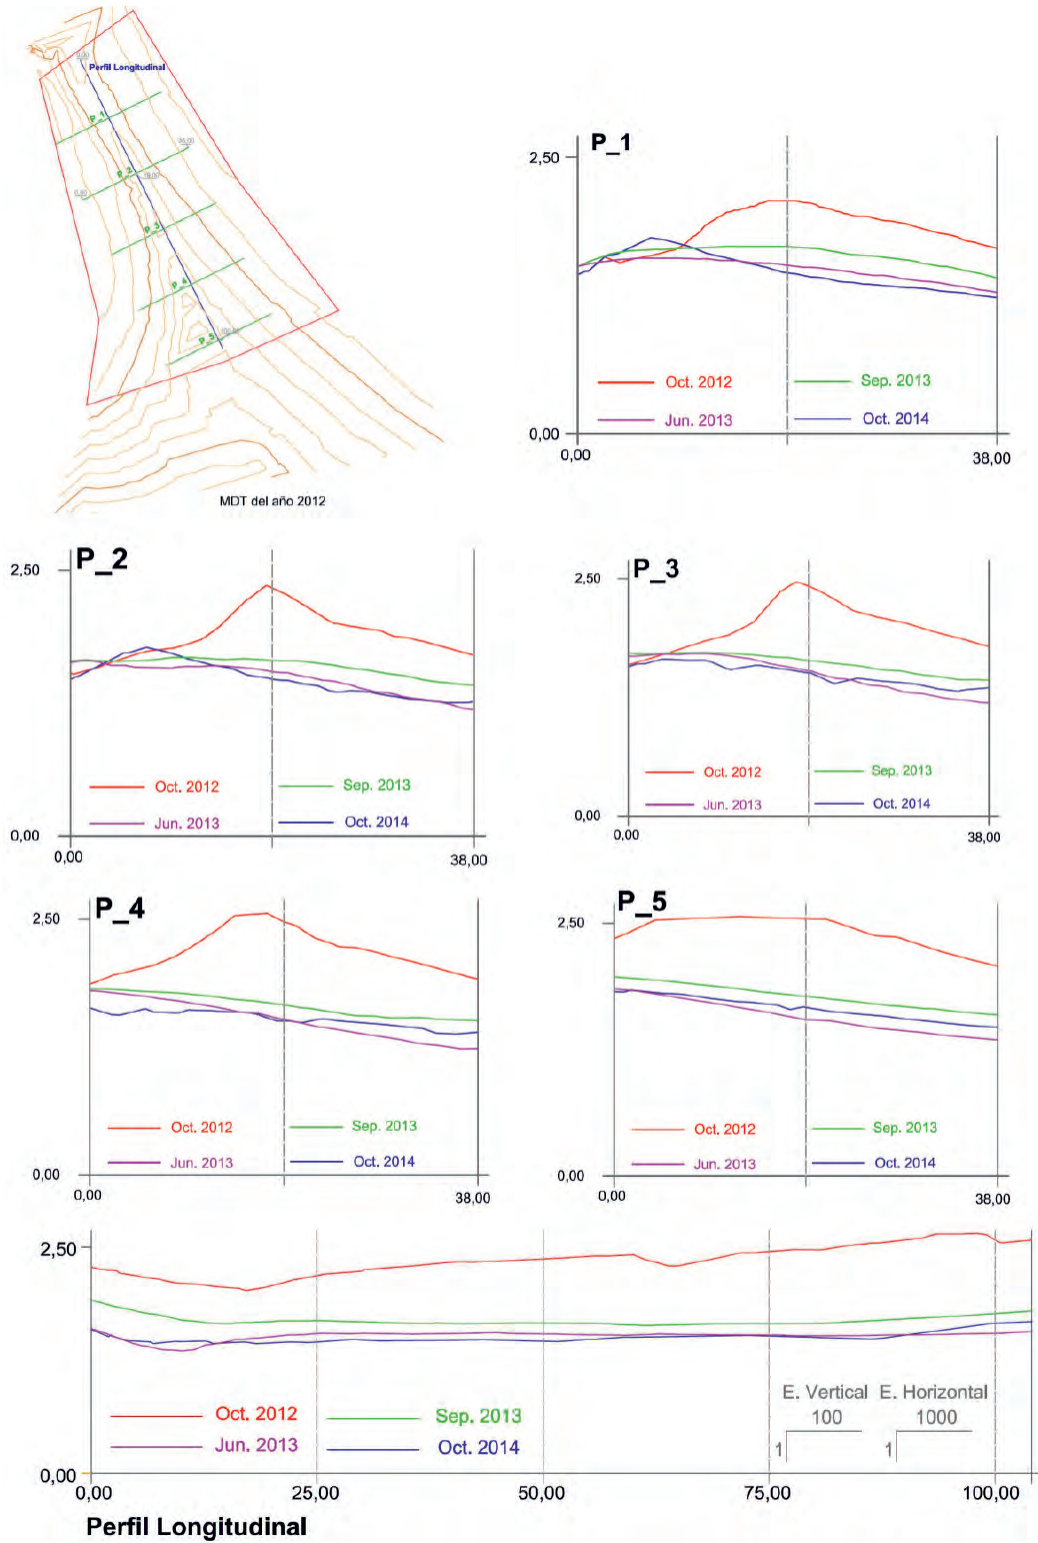 0,00
Perfil Longitudinal
P_1
P_2
P_3
P_4
P_5
MDT del año 2012
P_1
2,50
Oct. 2012
Sep. 2013
Jun. 2013
Oct. 2014
0,00
0,00
38,00
P_2
2,50
Oct. 2012
Sep. 2013
Jun. 2013
Oct. 2014
0,00
0,00
38,00
P_3
2,50
Oct. 2012
Sep. 2013
Jun. 2013
Oct. 2014
0,00
0,00
38,00
P_4
2,50
Oct. 2012
Sep. 2013
Jun. 2013
Oct. 2014
0,00
0,00
38,00
P_5
2,50
Oct. 2012
Sep. 2013
Jun. 2013
Oct. 2014
0,00
0,00
38,00
2,50
E. Vertical E. Horizontal
100 1000
1 1
Oct. 2012
Sep. 2013
Jun. 2013
Oct. 2014
0,00
0,00 25,00 50,00 75,00 100,00
Perfil Longitudinal